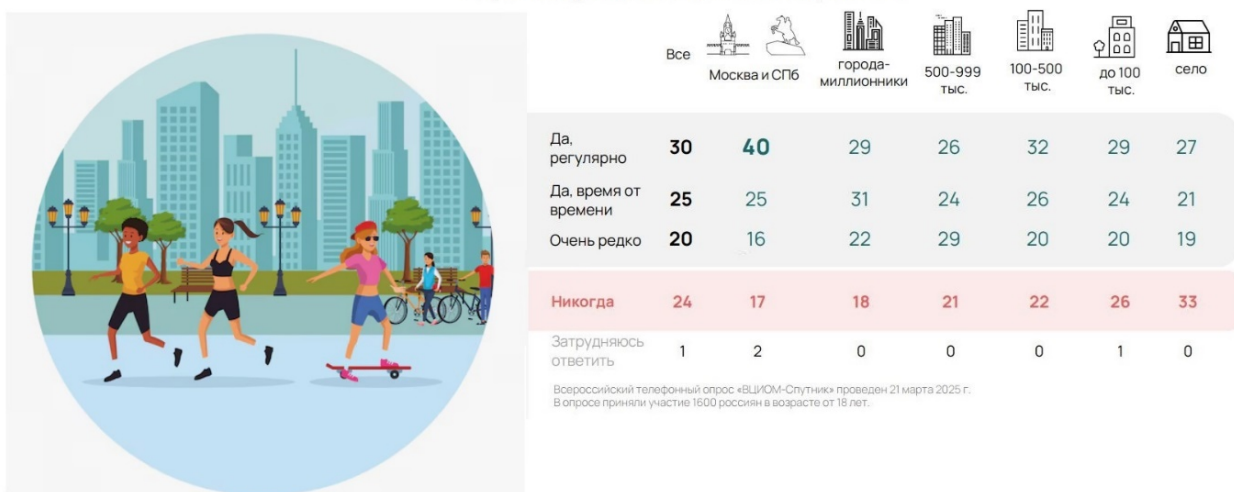 Все
Москва и СПб
города-
миллионники
500-999
тыс.
100-500
тыс.
до 100
тыс.
село
Да,
регулярно 30 40 29 26 32 29 27
Да, время от
времени 25 25 31 24 26 24 21
Очень редко 20 16 22 29 20 20 19
Никогда 24 17 18 21 22 26 33
Затрудняюсь
ответить 1 2 0 0 0 1 0
Всероссийский телефонный опрос «ВЦИОМ-Спутник» проведен 21 марта 2025 г.
В опросе приняли участие 1600 россиян в возрасте от 18 лет.